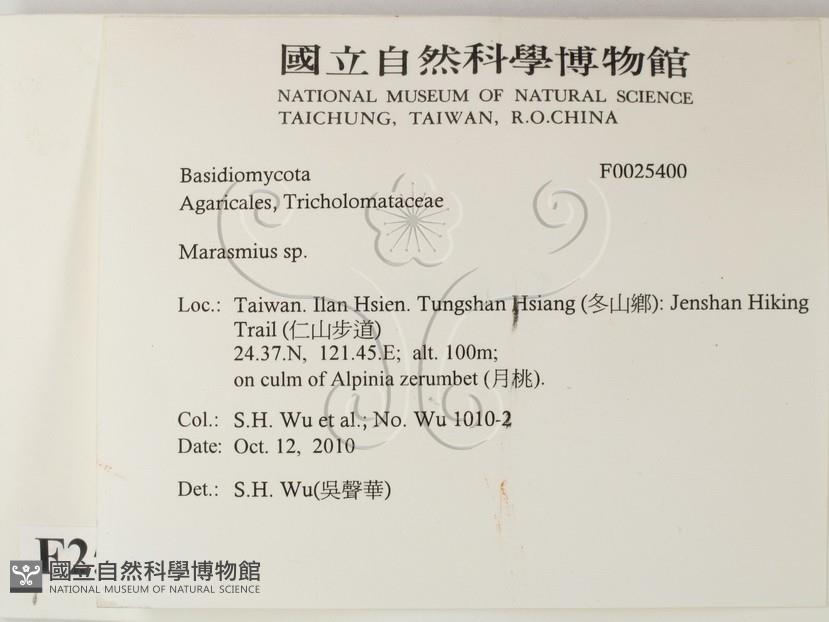 國立自然科學博物館
NATIONAL MUSEUM OF NATURAL SCIENCE
TAICHUNG, TAIWAN, R.O.CHINA
Basidiomycota F0025400
Agaricales, Tricholomataceae
Marasmius sp.
Loc.: Taiwan. Ilan Hsien. Tungshan Hsiang (冬山鄉): Jenshan Hiking
Trail (仁山步道)
24.37.N, 121.45.E; alt. 100m;
on culm of Alpinia zerumbet (月桃).
Col.: S.H. Wu et al.; No. Wu 1010-2
Date: Oct. 12, 2010
Det.: S.H. Wu(吳聲華)
國立自然科學博物館
NATIONAL MUSEUM OF NATURAL SCIENCE